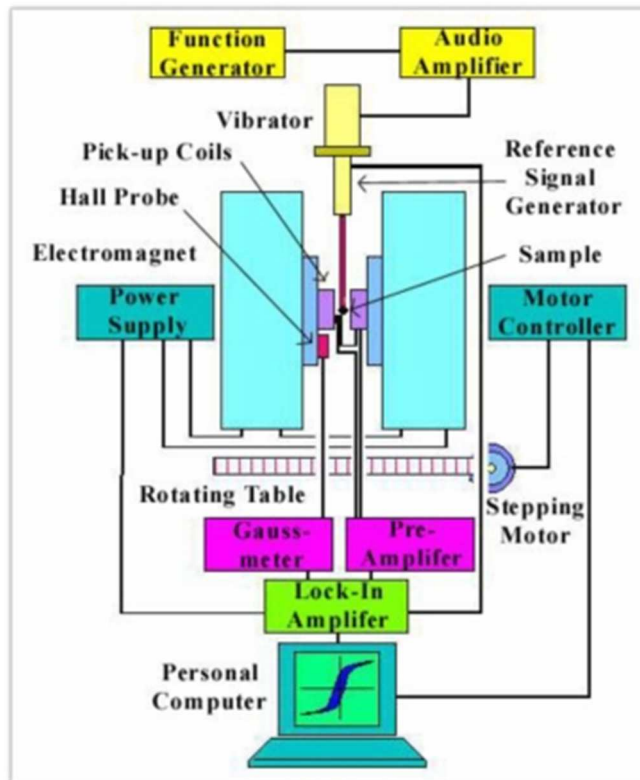 Function
Generator
Audio
Amplifier
Vibrator
Pick-up Coils
Hall Probe
Reference
Signal
Generator
Electromagnet
Sample
Power
Supply
Motor
Controller
Rotating Table
Stepping
Motor
Gauss-
meter
Pre-
Amplifer
Lock-In
Amplifer
Personal
Computer